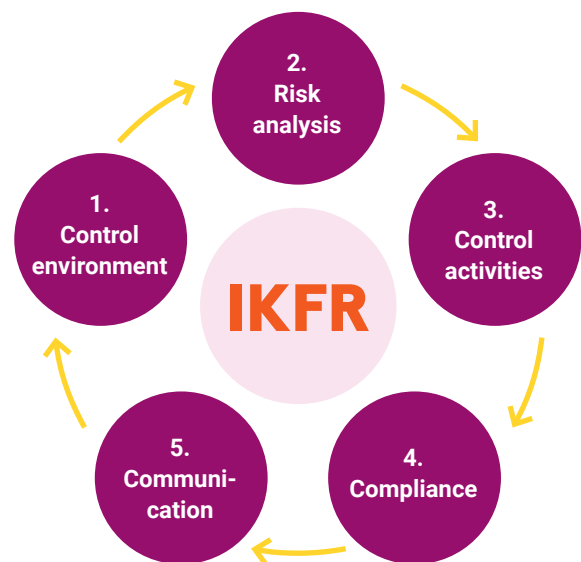 1.
Control
environment
2.
Risk
analysis
3.
Control
activities
4.
Compliance
5.
Communi-
cation
IKFR